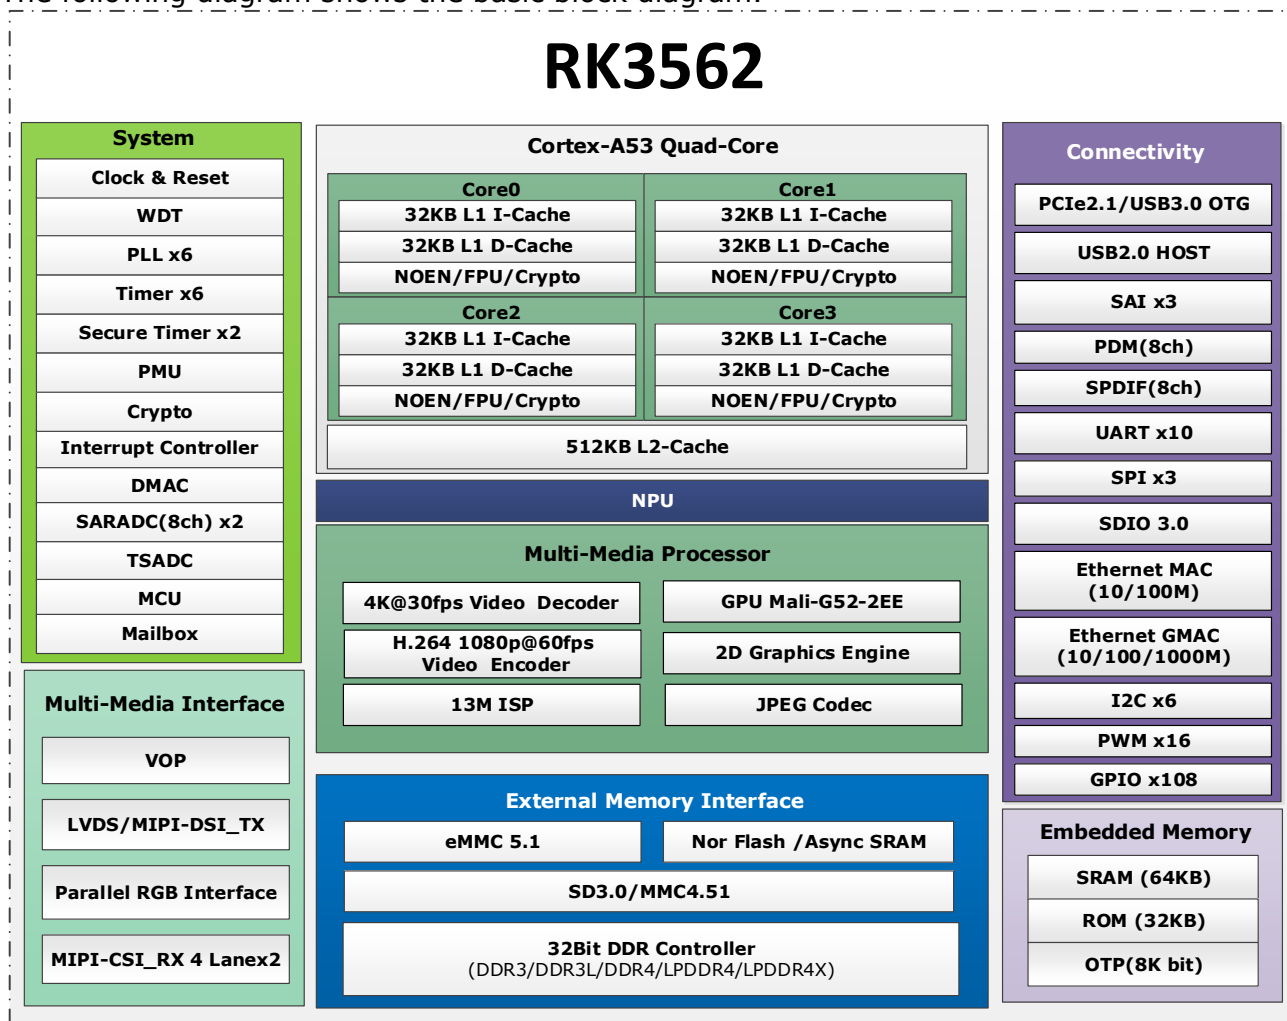 The following diagram shows the basic block diagram.
RK3562
System
Clock & Reset
WDT
PLL x6
Timer x6
Secure Timer x2
PMU
Crypto
Interrupt Controller
DMAC
SARADC(8ch) x2
TSADC
MCU
Mailbox
Multi-Media Interface
VOP
LVDS/MIPI-DSI_TX
Parallel RGB Interface
MIPI-CSI_RX 4 Lanex2
Cortex-A53 Quad-Core
Core0
32KB L1 I-Cache
32KB L1 D-Cache
NOEN/FPU/Crypto
Core1
32KB L1 I-Cache
32KB L1 D-Cache
NOEN/FPU/Crypto
Core2
32KB L1 I-Cache
32KB L1 D-Cache
NOEN/FPU/Crypto
Core3
32KB L1 I-Cache
32KB L1 D-Cache
NOEN/FPU/Crypto
512KB L2-Cache
NPU
Multi-Media Processor
4K@30fps Video Decoder
GPU Mali-G52-2EE
H.264 1080p@60fps
Video Encoder
2D Graphics Engine
13M ISP
JPEG Codec
External Memory Interface
eMMC 5.1
Nor Flash /Async SRAM
SD3.0/MMC4.51
32Bit DDR Controller
(DDR3/DDR3L/DDR4/LPDDR4/LPDDR4X)
Connectivity
PCIe2.1/USB3.0 OTG
USB2.0 HOST
SAI x3
PDM(8ch)
SPDIF(8ch)
UART x10
SPI x3
SDIO 3.0
Ethernet MAC
(10/100M)
Ethernet GMAC
(10/100/1000M)
I2C x6
PWM x16
GPIO x108
Embedded Memory
SRAM (64KB)
ROM (32KB)
OTP(8K bit)